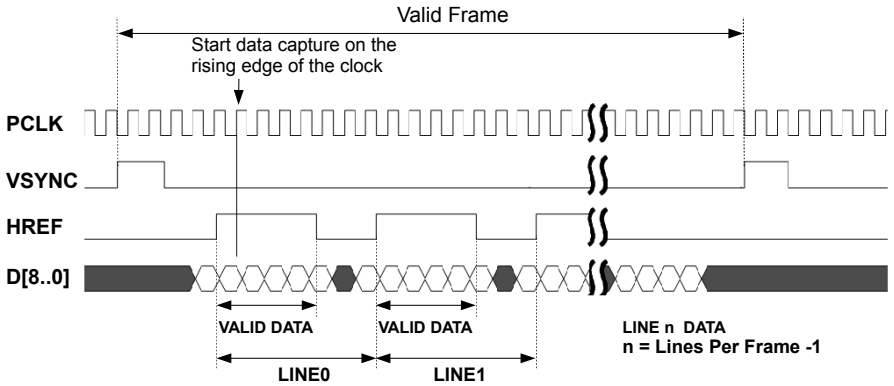 Valid Frame
Start data capture on the
rising edge of the clock
PCLK
VSYNC
HREF
D[8..0]
VALID DATA
VALID DATA
LINE n DATA
n = Lines Per Frame -1
LINE0
LINE1